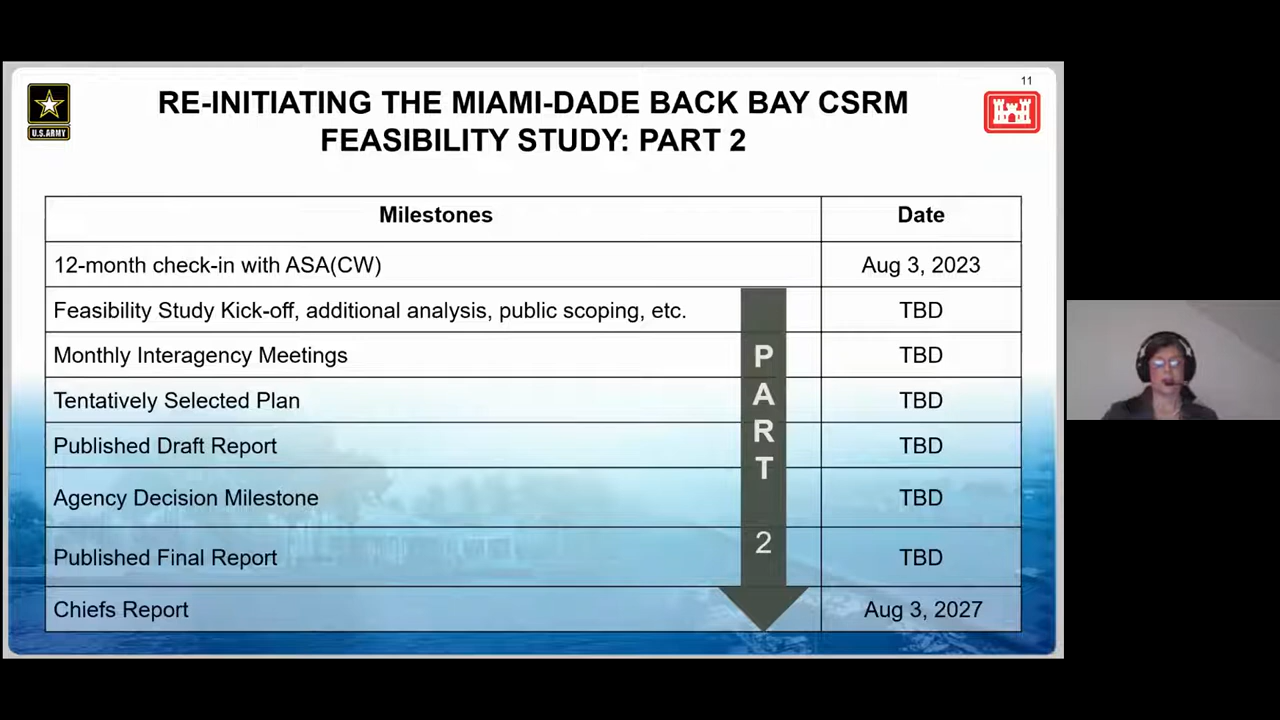 11
U.S.ARMY
RE-INITIATING THE MIAMI-DADE BACK BAY CSRM
FEASIBILITY STUDY: PART 2
Milestones Date
12-month check-in with ASA(CW) Aug 3, 2023
Feasibility Study Kick-off, additional analysis, public scoping, etc. TBD
Monthly Interagency Meetings TBD
Tentatively Selected Plan TBD
Published Draft Report TBD
Agency Decision Milestone TBD
Published Final Report TBD
Chiefs Report Aug 3, 2027
P
A
R
T
2